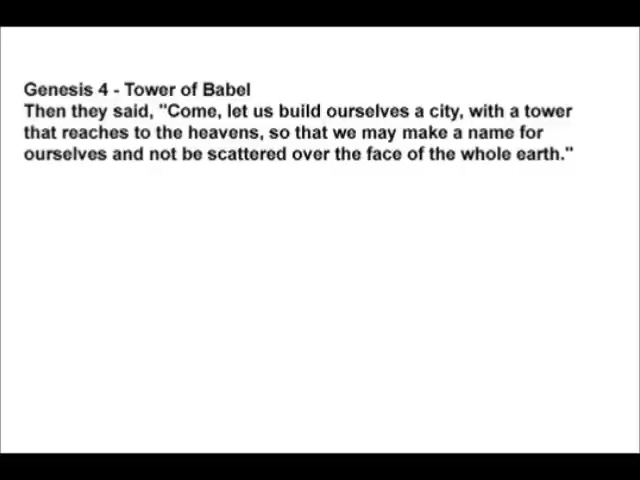 Genesis 4 - Tower of Babel
Then they said, "Come, let us build ourselves a city, with a tower
that reaches to the heavens, so that we may make a name for
ourselves and not be scattered over the face of the whole earth."